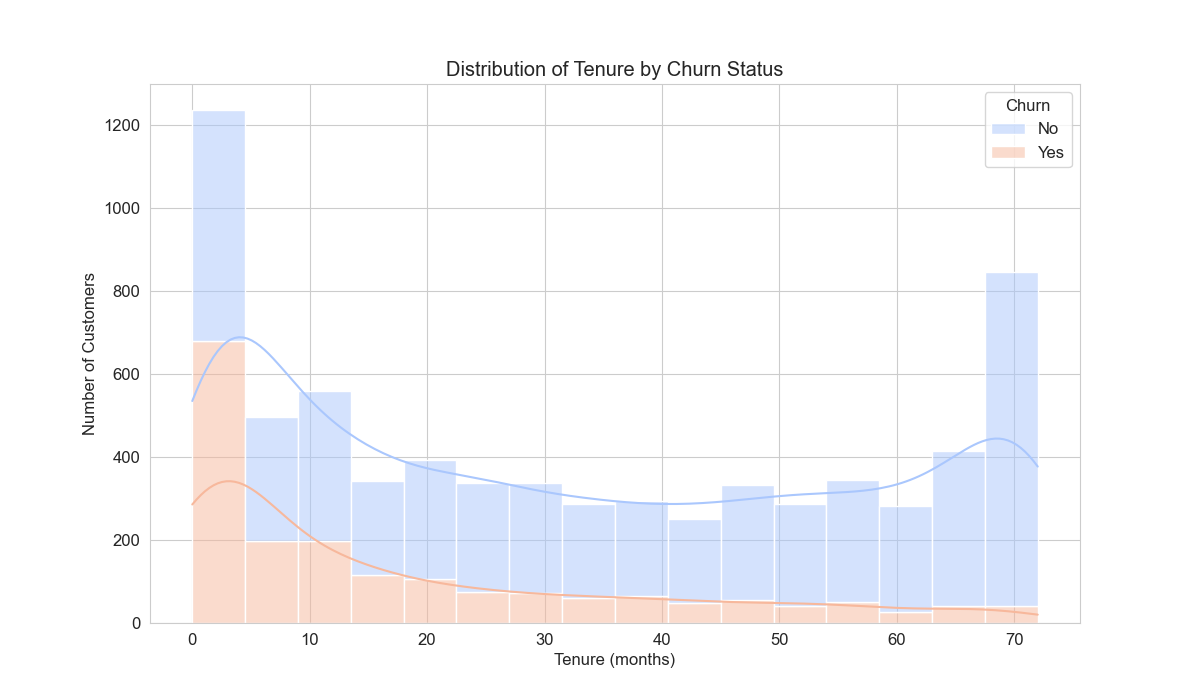 Distribution of Tenure by Churn Status
Churn
No
Yes
Number of Customers
1200
1000
800
600
400
200
0
0 10 20 30 40 50 60 70
Tenure (months)